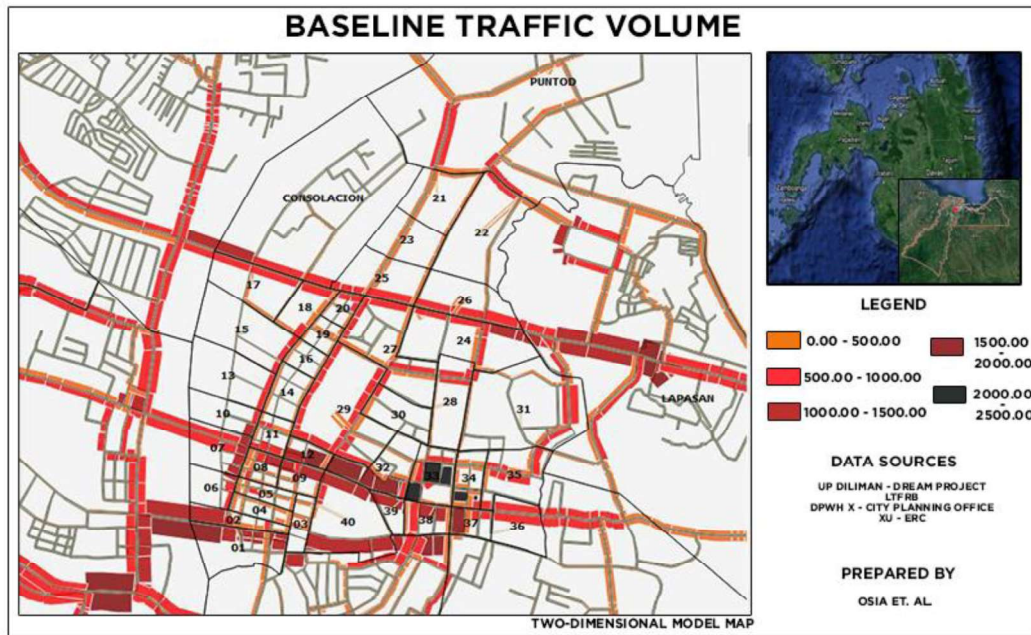 BASELINE TRAFFIC VOLUME
PUNTOD
CONSOLACION
21
22
23
17
25
18
20
26
19
15
24
27
16
13
14
28
31
29
30
10
11
07
12
32
08
33
34
35
06
09
05
04
02
03
40
39
38
37
36
01
LAPASAN
TWO-DIMENSIONAL MODEL MAP
LEGEND
0.00 - 500.00
500.00 - 1000.00
1000.00 - 1500.00
1500.00
-
2000.00
2000.00
-
2500.00
DATA SOURCES
UP DILIMAN - DREAM PROJECT
LTFRB
DPWH X - CITY PLANNING OFFICE
XU - ERC
PREPARED BY
OSIA ET. AL.